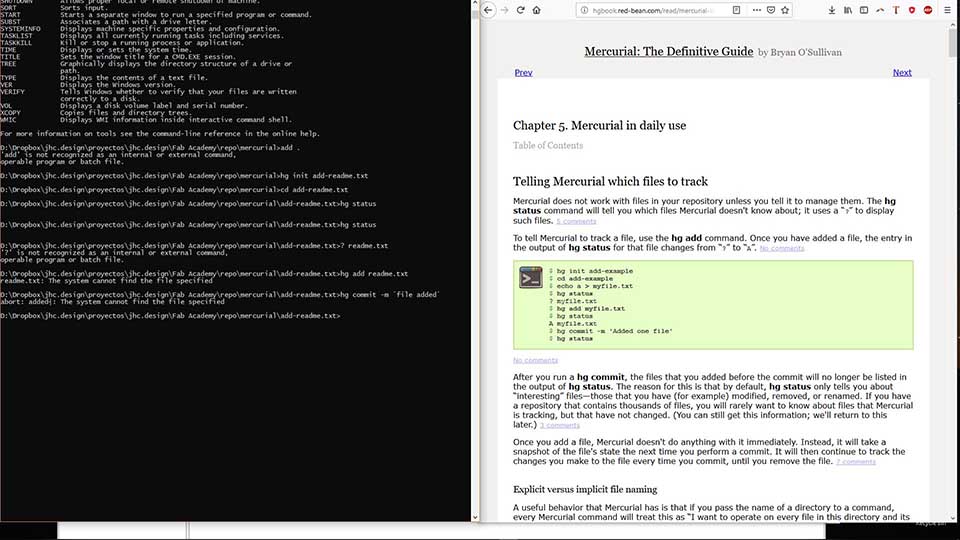 SHUTDOWN Allows proper local or remote shutdown of machine.
SORT Sorts input.
START Starts a separate window to run a specified program or command.
SUBST Associates a path with a drive letter.
SYSTEMINFO Displays machine specific properties and configuration.
TASKLIST Displays all currently running tasks including services.
TASKKILL Kill or stop a running process or application.
TIME Displays or sets the system time.
TITLE Sets the window title for a CMD.EXE session.
TREE Graphically displays the directory structure of a drive or
path.
TYPE Displays the contents of a text file.
VER Displays the Windows version.
VERIFY Tells Windows whether to verify that your files are written
correctly to a disk.
VOL Displays a disk volume label and serial number.
XCOPY Copies files and directory trees.
WMIC Displays WMI information inside interactive command shell.
For more information on tools see the command-line reference in the online help.
D:\Dropbox\jhc.design\proyectos\jhc.design\Fab Academy\repo\mercurial>add .
'add' is not recognized as an internal or external command,
operable program or batch file.
D:\Dropbox\jhc.design\proyectos\jhc.design\Fab Academy\repo\mercurial>hg init add-readme.txt
D:\Dropbox\jhc.design\proyectos\jhc.design\Fab Academy\repo\mercurial>cd add-readme.txt
D:\Dropbox\jhc.design\proyectos\jhc.design\Fab Academy\repo\mercurial\add-readme.txt>hg status
D:\Dropbox\jhc.design\proyectos\jhc.design\Fab Academy\repo\mercurial\add-readme.txt>hg status
D:\Dropbox\jhc.design\proyectos\jhc.design\Fab Academy\repo\mercurial\add-readme.txt>? readme.txt
'?' is not recognized as an internal or external command,
operable program or batch file.
D:\Dropbox\jhc.design\proyectos\jhc.design\Fab Academy\repo\mercurial\add-readme.txt>hg add readme.txt
readme.txt: The system cannot find the file specified
D:\Dropbox\jhc.design\proyectos\jhc.design\Fab Academy\repo\mercurial\add-readme.txt>hg commit -m ´file added´
abort: The system cannot find the file specified
D:\Dropbox\jhc.design\proyectos\jhc.design\Fab Academy\repo\mercurial\add-readme.txt>
hgbook.red-bean.com/read/mercurial-
Mercurial: The Definitive Guide by Bryan O'Sullivan
Prev Next
Chapter 5. Mercurial in daily use
Table of Contents
Telling Mercurial which files to track
Mercurial does not work with files in your repository unless you tell it to manage them. The hg
status command will tell you which files Mercurial doesn't know about; it uses a "?" to display
such files. 5 comments
To tell Mercurial to track a file, use the hg add command. Once you have added a file, the entry in
the output of hg status for that file changes from "?" to "A". No comments
$ hg init add-example
$ cd add-example
$ echo a > myfile.txt
$ hg status
? myfile.txt
$ hg add myfile.txt
$ hg status
A myfile.txt
$ hg commit -m 'Added one file'
$ hg status
No comments
After you run a hg commit, the files that you added before the commit will no longer be listed in
the output of hg status. The reason for this is that by default, hg status only tells you about
"interesting" files—those that you have (for example) modified, removed, or renamed. If you have
a repository that contains thousands of files, you will rarely want to know about files that Mercurial
is tracking, but that have not changed. (You can still get this information; we'll return to this
later.) 3 comments
Once you add a file, Mercurial doesn't do anything with it immediately. Instead, it will take a
snapshot of the file's state the next time you perform a commit. It will then continue to track the
changes you make to the file every time you commit, until you remove the file. 7 comments
Explicit versus implicit file naming
A useful behavior that Mercurial has is that if you pass the name of a directory to a command,
every Mercurial command will treat this as "I want to operate on every file in this directory and its
Recycle Bin